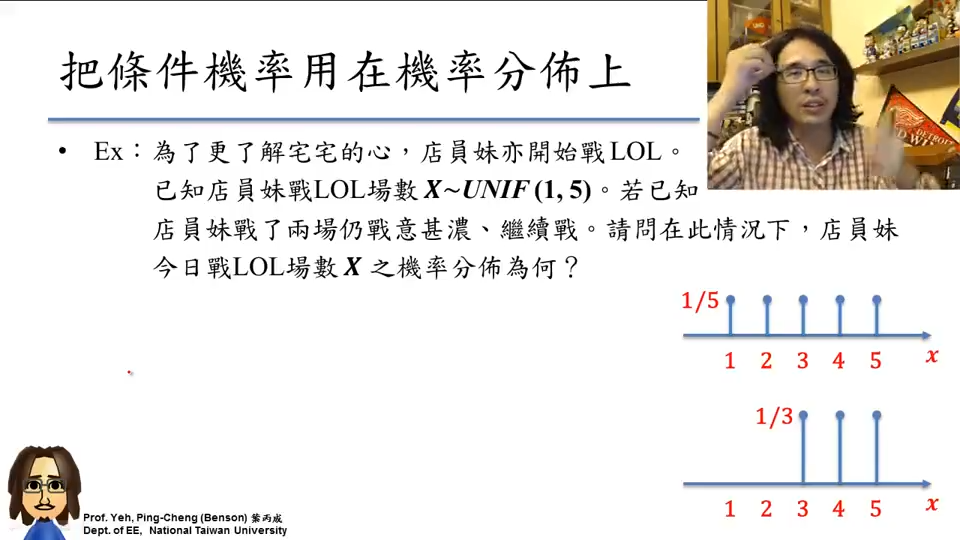 把條件機率用在機率分佈上
• Ex：為了更了解宅宅的心，店員妹亦開始戰 LOL。
已知店員妹戰LOL場數 X~UNIF (1, 5)。若已知
店員妹戰了兩場仍戰意甚濃、繼續戰。請問在此情況下，店員妹
今日戰LOL場數 X 之機率分佈為何？
1/5
1 2 3 4 5 x
1/3
1 2 3 4 5 x
Prof. Yeh, Ping-Cheng (Benson) 葉丙成
Dept. of EE, National Taiwan University
UNO
DETROIT